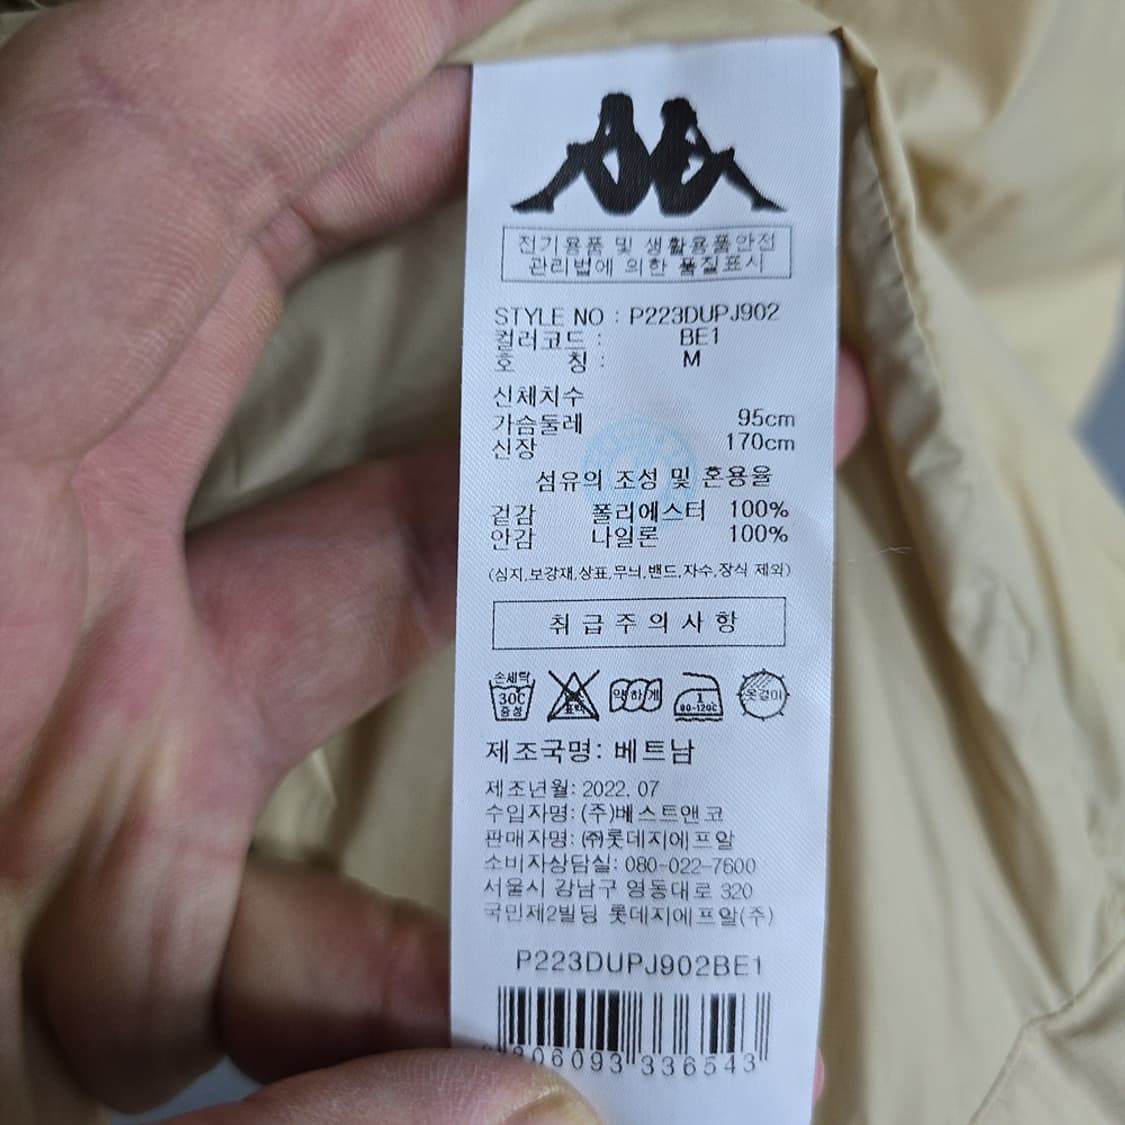 전기용품 및 생활용품안전
관리법에 의한 품질표시
STYLE NO : P223DUPJ902
컬러코드 : BE1
호 칭 : M
신체치수
가슴둘레 95cm
신장 170cm
섬유의 조성 및 혼용율
겉감 폴리에스터 100%
안감 나일론 100%
(심지,보강재,상표,무늬,밴드,자수,장식 제외)
취급주의사항
손세탁
30C
중성
표백
약하게
1
80-120C
옷걸이
제조국명: 베트남
제조년월: 2022. 07
수입자명: (주)베스트앤코
판매자명: ㈜롯데지에프알
소비자상담실: 080-022-7600
서울시 강남구 영동대로 320
국민제2빌딩 롯데지에프알(주)
P223DUPJ902BE1
806093 336543